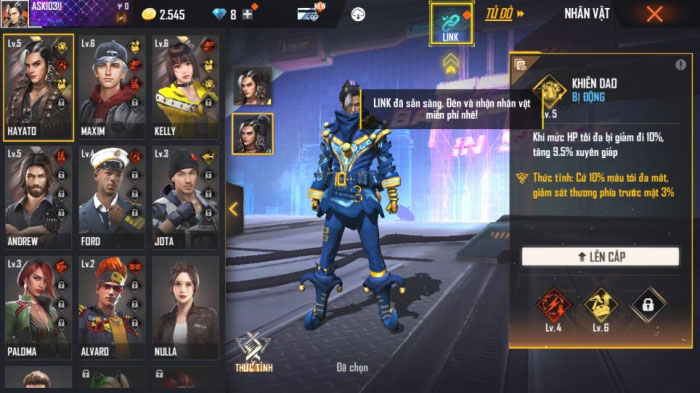 ASK103II
0
2.545
8
LINK
TỦ ĐỒ
NHÂN VẬT
Lv.5
HAYATO
Lv.6
MAXIM
Lv.6
KELLY
Lv.5
ANDREW
Lv.4
FORD
Lv.3
JOTA
Lv.3
PALOMA
Lv.2
ALVARO
NULLA
LINK đã sẵn sàng. Đến và nhận nhân vật
miễn phí nhé!
KHIÊN DAO
BỊ ĐỘNG
Lv.5
Khi mức HP tối đa bị giảm đi 10%,
tăng 9.5% xuyên giáp
Thức tỉnh: Cứ 10% máu tối đa mất,
giảm sát thương phía trước mặt 3%
LÊN CẤP
Lv.4
Lv.6
THỨC TỈNH
Đã chọn